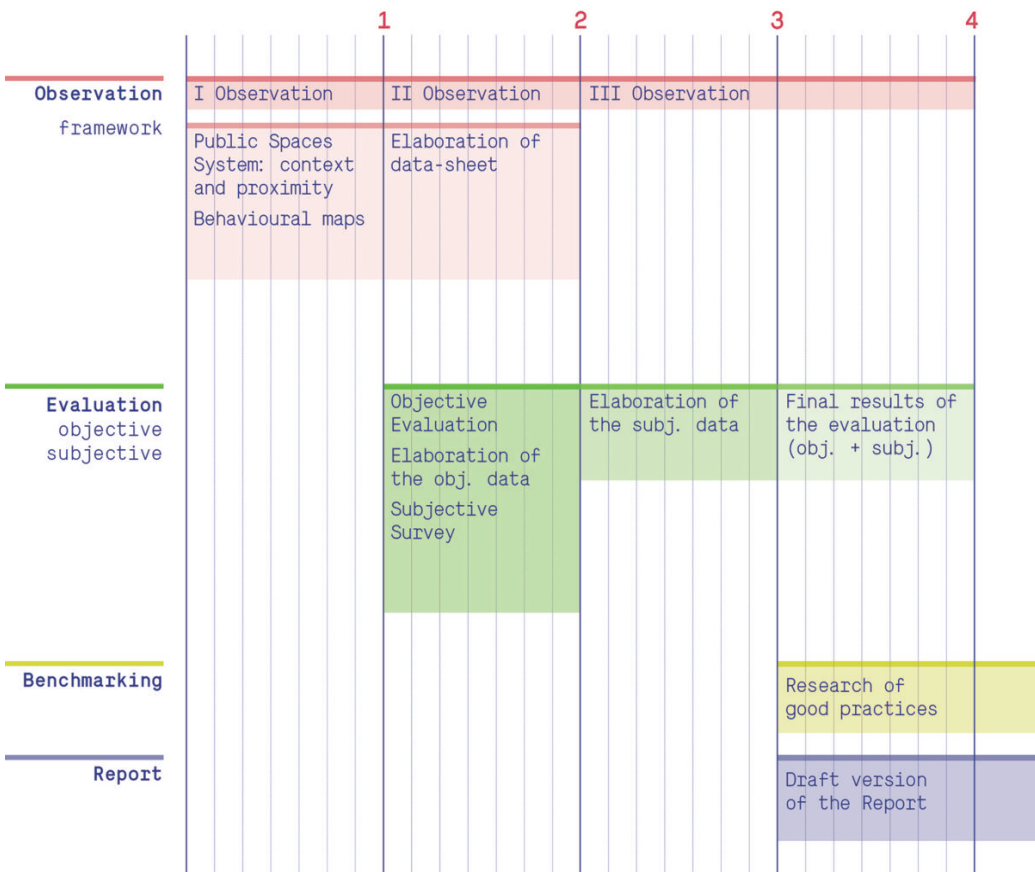 1 2 3 4
Observation
framework
I Observation
II Observation
III Observation
Public Spaces
System: context
and proximity
Behavioural maps
Elaboration of
data-sheet
Evaluation
objective
subjective
Objective
Evaluation
Elaboration of
the obj. data
Subjective
Survey
Elaboration of
the subj. data
Final results of
the evaluation
(obj. + subj.)
Benchmarking
Research of
good practices
Report
Draft version
of the Report